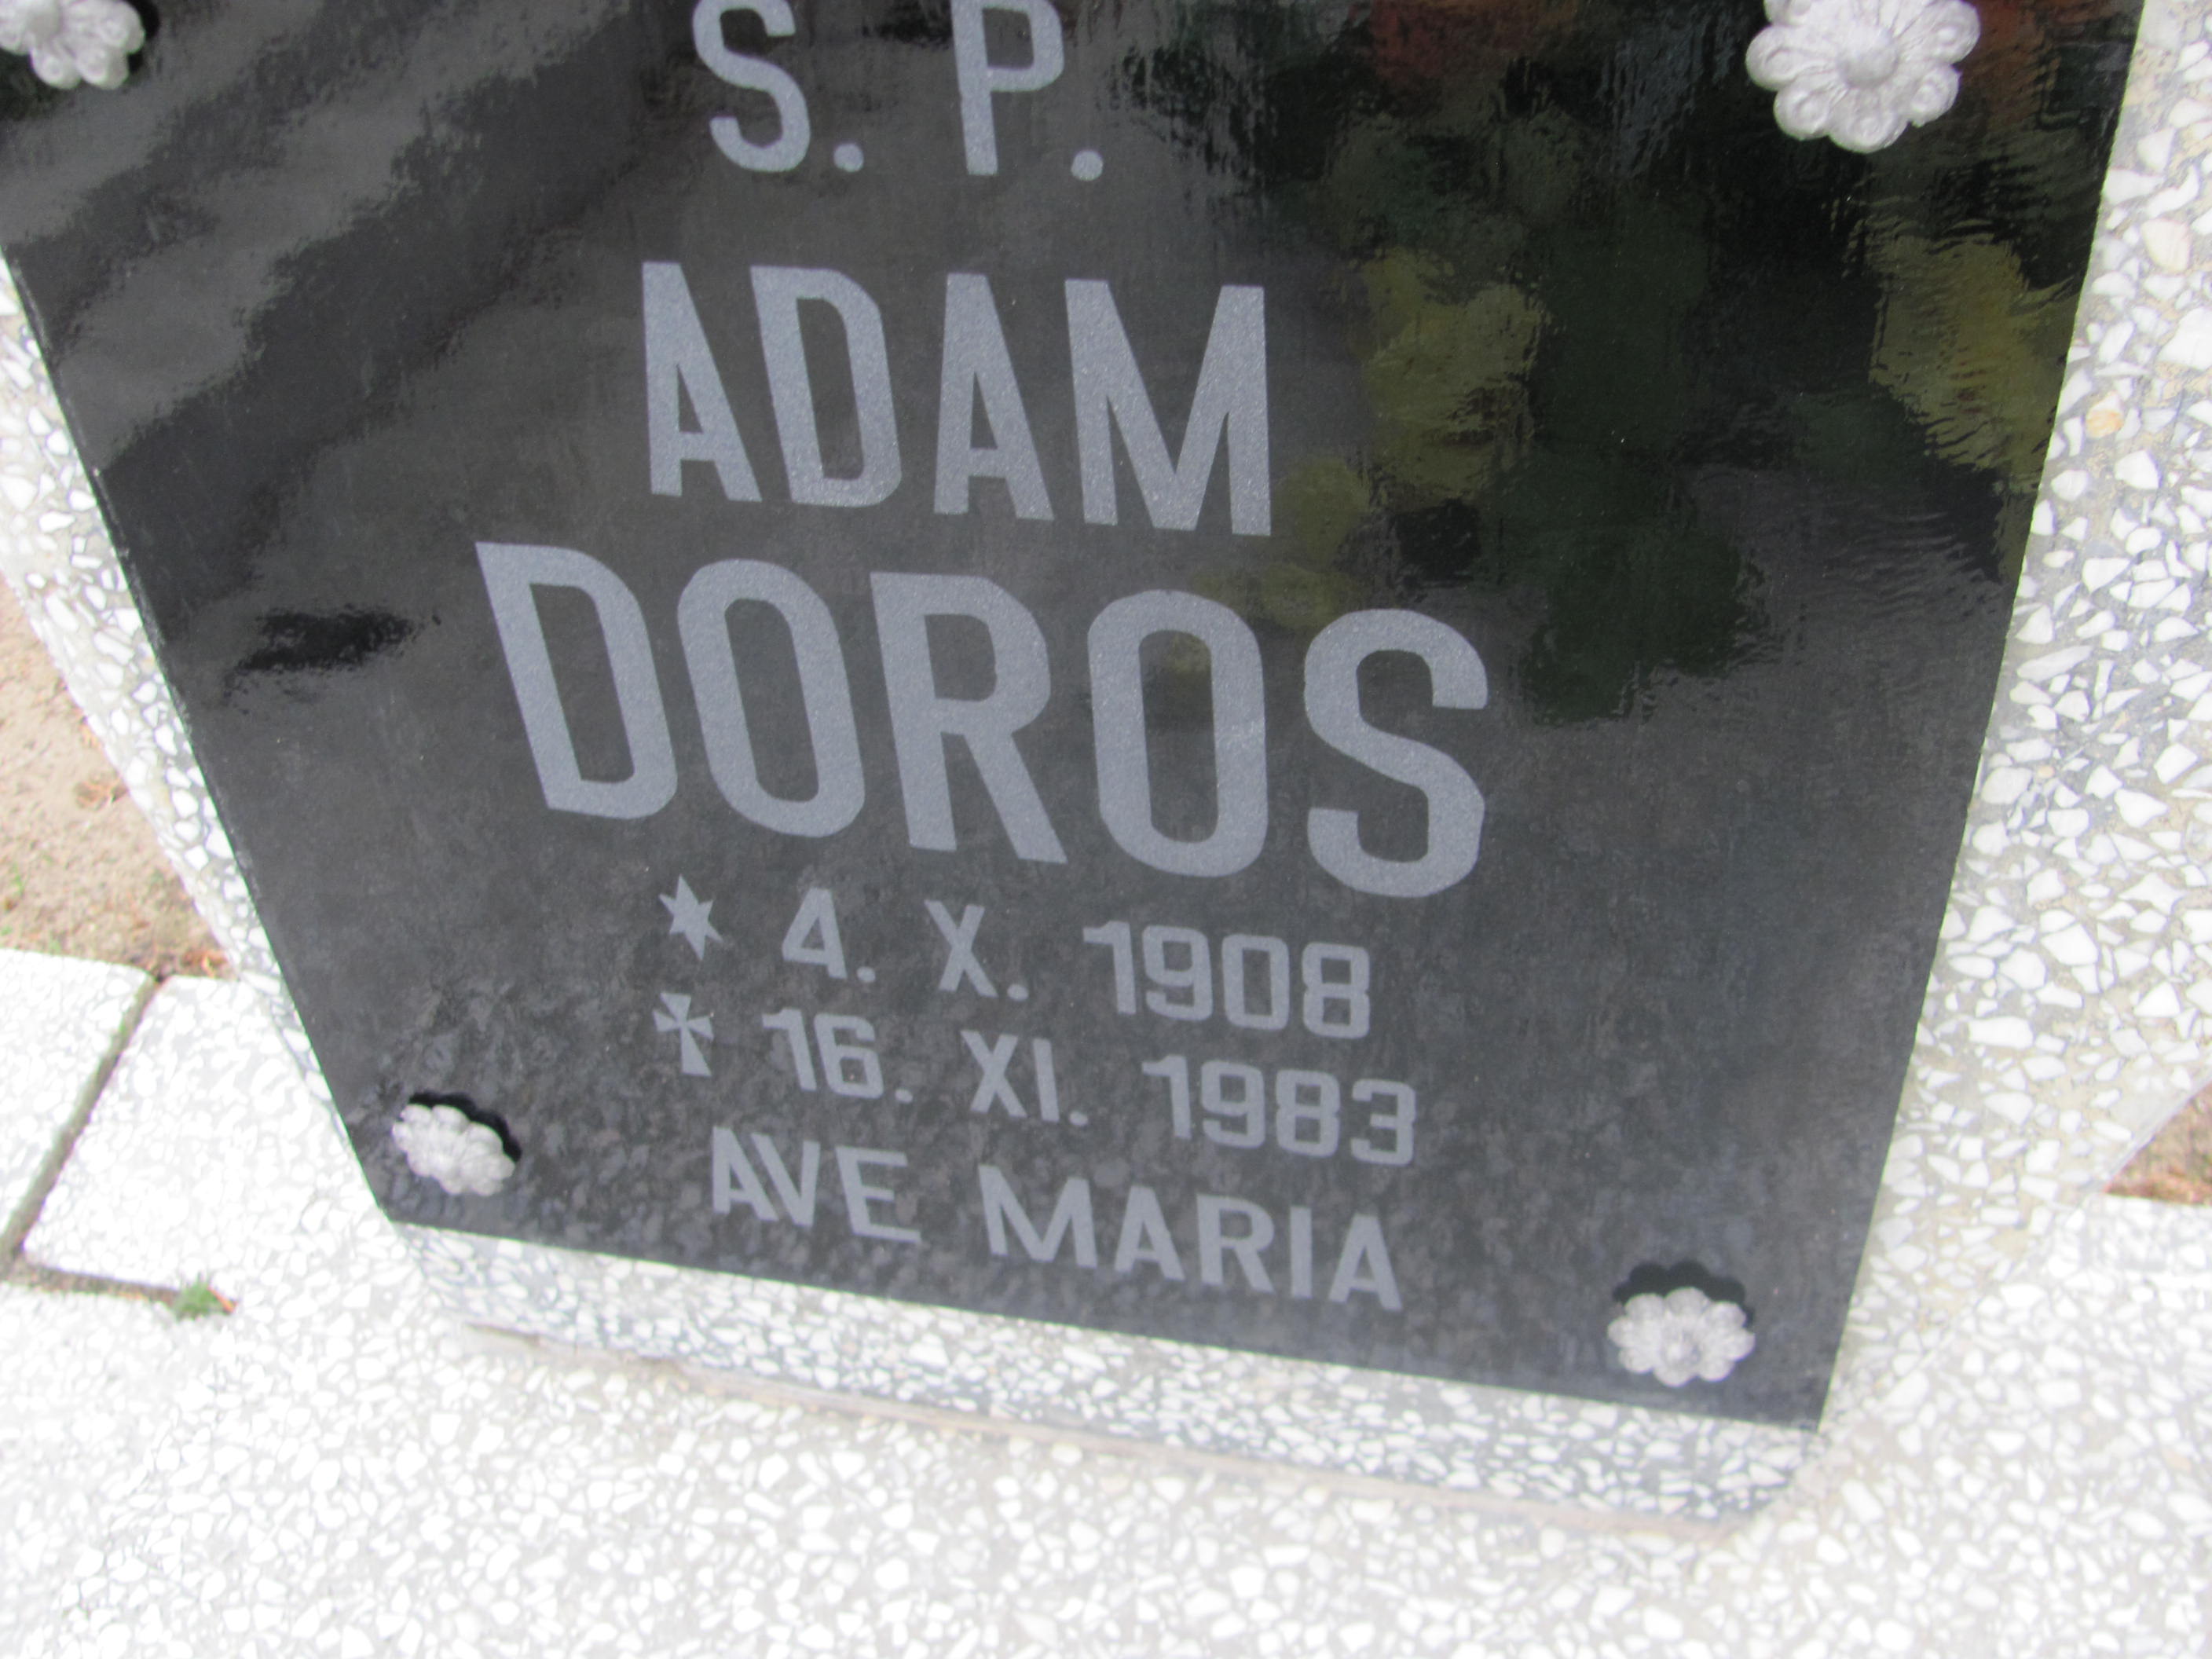 S. P.
ADAM
DOROS
* 4. X. 1908
✝ 16. XI. 1983
AVE MARIA